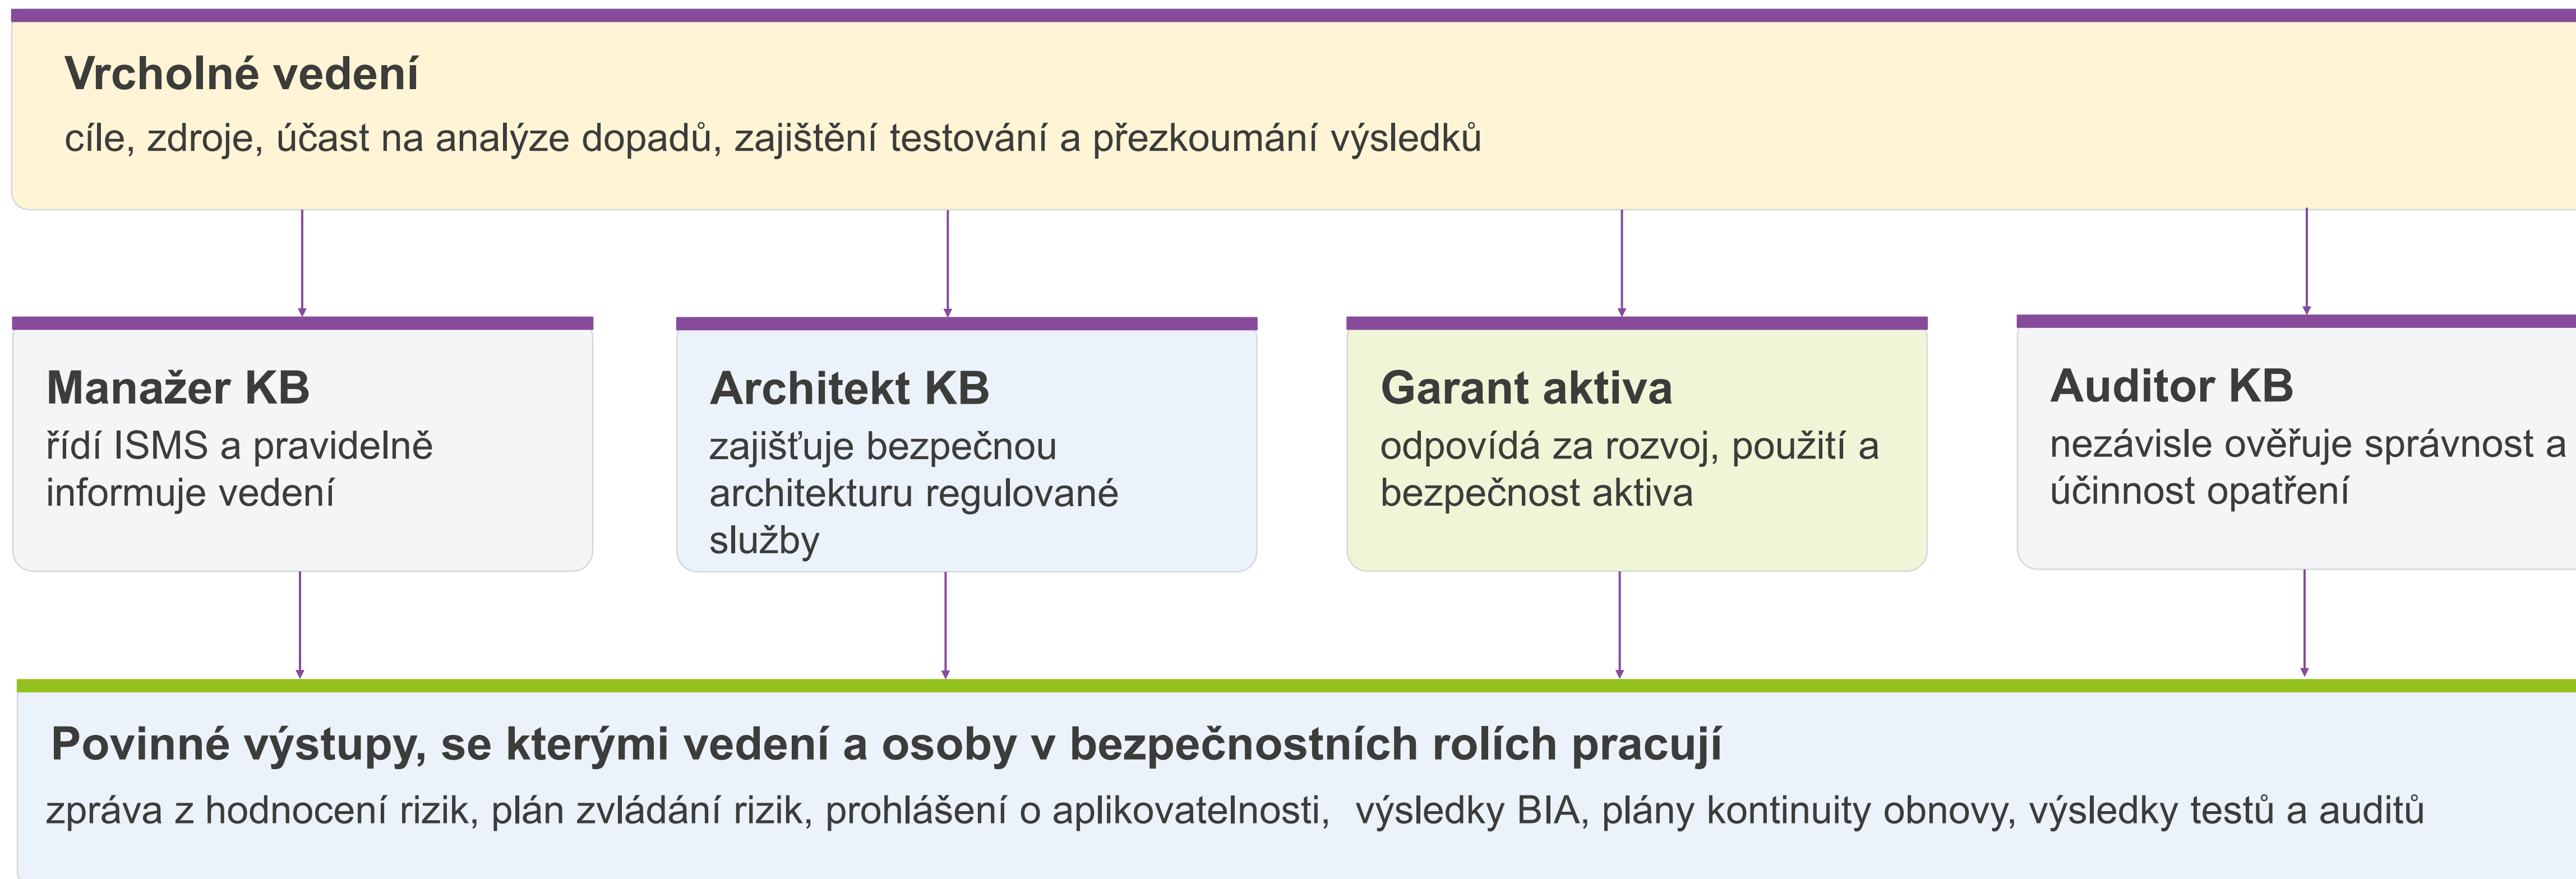 Vrcholné vedení
cíle, zdroje, účast na analýze dopadů, zajištění testování a přezkoumání výsledků
Manažer KB
řídí ISMS a pravidelně
informuje vedení
Architekt KB
zajišťuje bezpečnou
architekturu regulované
služby
Garant aktiva
odpovídá za rozvoj, použití a
bezpečnost aktiva
Auditor KB
nezávisle ověřuje správnost a
účinnost opatření
Povinné výstupy, se kterými vedení a osoby v bezpečnostních rolích pracují
zpráva z hodnocení rizik, plán zvládání rizik, prohlášení o aplikovatelnosti,  výsledky BIA, plány kontinuity obnovy, výsledky testů a auditů